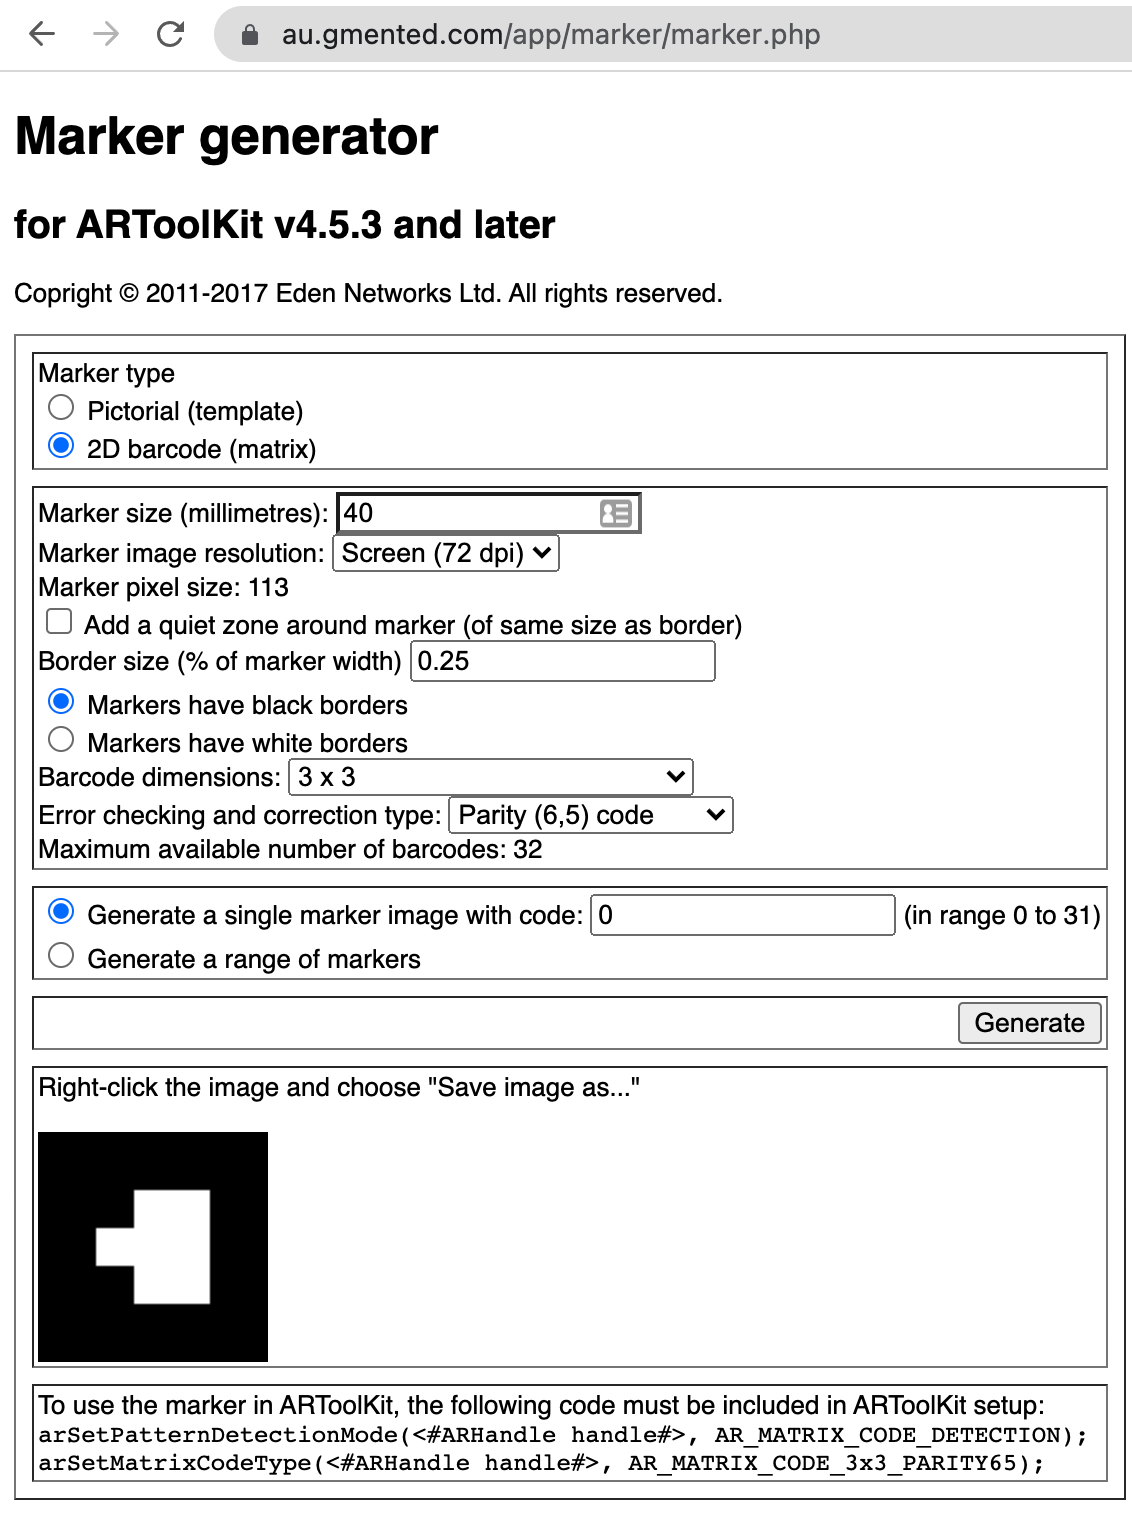 au.gmented.com/app/marker/marker.php
Marker generator
for ARToolKit v4.5.3 and later
Copright © 2011-2017 Eden Networks Ltd. All rights reserved.
Marker type
Pictorial (template)
2D barcode (matrix)
Marker size (millimetres): 40
Marker image resolution: Screen (72 dpi)
Marker pixel size: 113
Add a quiet zone around marker (of same size as border)
Border size (% of marker width) 0.25
Markers have black borders
Markers have white borders
Barcode dimensions: 3 x 3
Error checking and correction type: Parity (6,5) code
Maximum available number of barcodes: 32
Generate a single marker image with code: 0 (in range 0 to 31)
Generate a range of markers
Generate
Right-click the image and choose "Save image as..."
To use the marker in ARToolKit, the following code must be included in ARToolKit setup:
arSetPatternDetectionMode(<#ARHandle handle#>, AR_MATRIX_CODE_DETECTION);
arSetMatrixCodeType(<#ARHandle handle#>, AR_MATRIX_CODE_3x3_PARITY65);